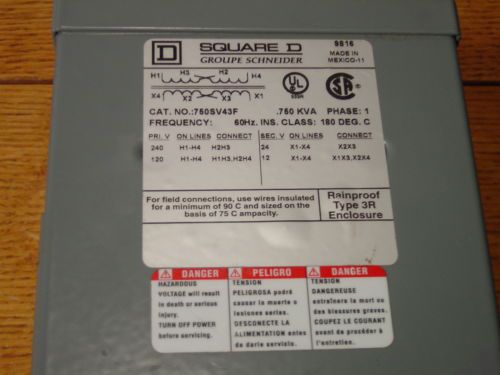 D
SQUARE D
GROUPE SCHNEIDER
9816
MADE IN
MEXICO-11
H1 H3 H2 H4
X4 X2 X3 X1
UL
SA
CAT. NO.:750SV43F .750 KVA PHASE: 1
FREQUENCY: 60Hz. INS. CLASS: 180 DEG. C
PRI. V ON LINES CONNECT SEC. V ON LINES CONNECT
240 H1-H4 H2H3 24 X1-X4 X2X3
120 H1-H4 H1H3,H2H4 12 X1-X4 X1X3,X2X4
For field connections, use wires insulated
for a minimum of 90 C and sized on the
basis of 75 C ampacity.
Rainproof
Type 3R
Enclosure
DANGER
HAZARDOUS
VOLTAGE will result
in death or serious
injury.
TURN OFF POWER
before servicing.
PELIGRO
TENSION
PELIGROSA podrá
causar la muerte o
lesiones series.
DESCONECTE LA
ALIMENTACION antes
de darle servicio.
DANGER
TENSION
DANGEREUSE
entraînera la mort ou
des blessures graves.
COUPEZ LE COURANT
avant de procéder à
l'entretien.